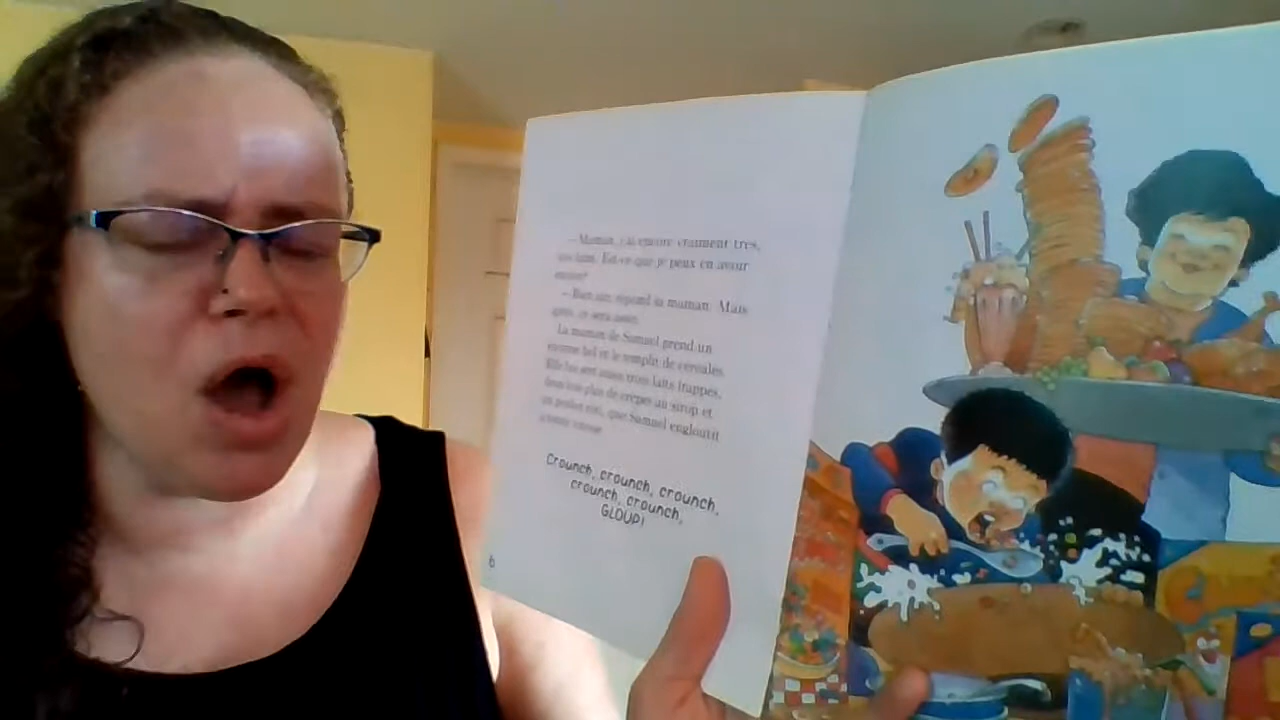 – Maman, j'ai encore vraiment très,
très faim. Est-ce que je peux en avoir
encore?
– Bien sûr, répond sa maman. Mais
après, ce sera assez.
La maman de Samuel prend un
énorme bol et le remplit de céréales.
Elle lui sert aussi trois laits frappés,
une pleine de crêpes au sirop et
un poulet rôti, que Samuel engloutit
à toute vitesse.
Crounch, crounch, crounch,
crounch, crounch,
GLOUP!
6